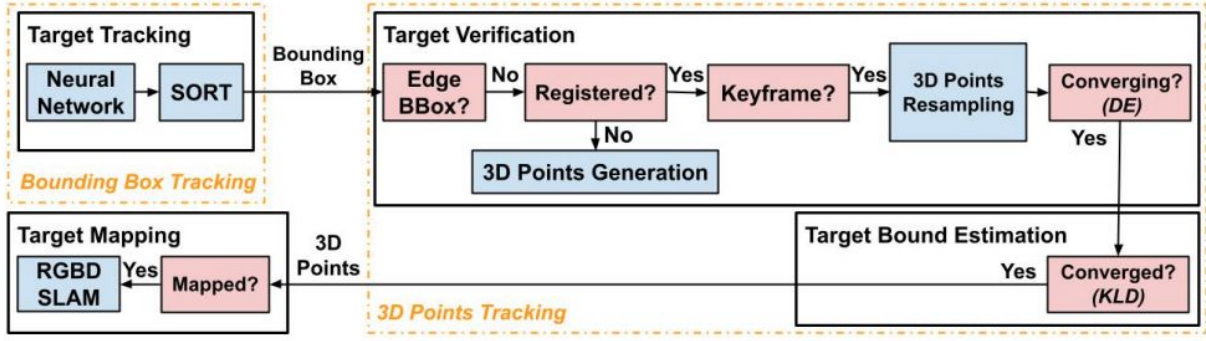 Target Tracking
Neural
Network
SORT
Bounding Box Tracking
Bounding
Box
Target Verification
Edge
BBox?
No
Registered?
Yes
Keyframe?
Yes
3D Points
Resampling
Converging?
(DE)
No
3D Points Generation
Yes
Target Mapping
RGBD
SLAM
Yes
Mapped?
3D
Points
3D Points Tracking
Target Bound Estimation
Yes
Converged?
(KLD)